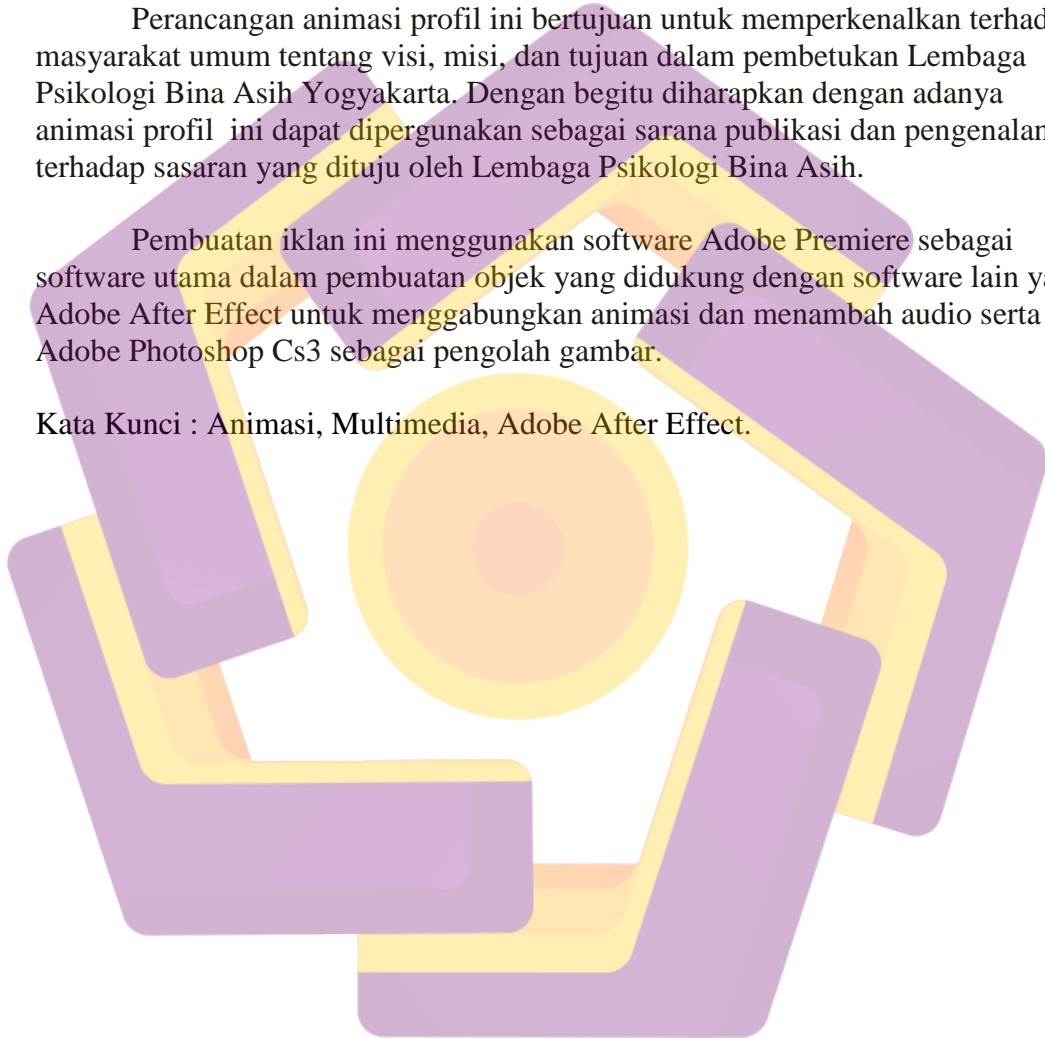 Perancangan animasi profil ini bertujuan untuk memperkenalkan
masyarakat umum tentang visi, misi, dan tujuan dalam pembetukan Lembaga
Psikologi Bina Asih Yogyakarta. Dengan begitu diharapkan dengan adanya
animasi profil ini dapat dipergunakan sebagai sarana publikasi dan pengenalan
terhadap sasaran yang dituju oleh Lembaga Psikologi Bina Asih.
Pembuatan iklan ini menggunakan software Adobe Premiere sebagai
software utama dalam pembuatan objek yang didukung dengan software lain
Adobe After Effect untuk menggabungkan animasi dan menambah audio serta
Adobe Photoshop Cs3 sebagai pengolah gambar.
Kata Kunci : Animasi, Multimedia, Adobe After Effect.